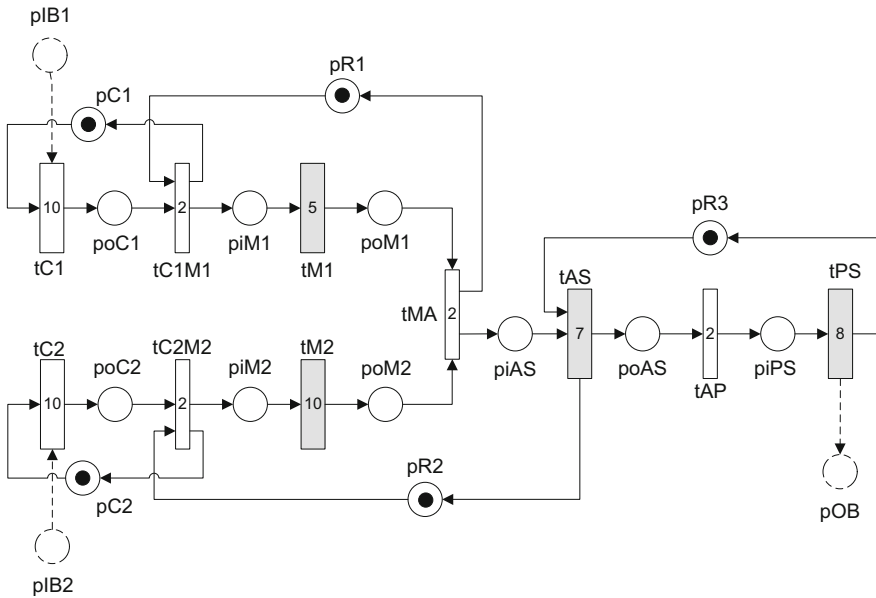 pIB1
pR1
pC1
10
2
5
poC1
piM1
poM1
pR3
tC1
tC1M1
tM1
tAS
tPS
tMA
2
7
2
8
tC2
tC2M2
tM2
poC2
piM2
poM2
piAS
poAS
piPS
tAP
10
2
10
pR2
pC2
pOB
pIB2